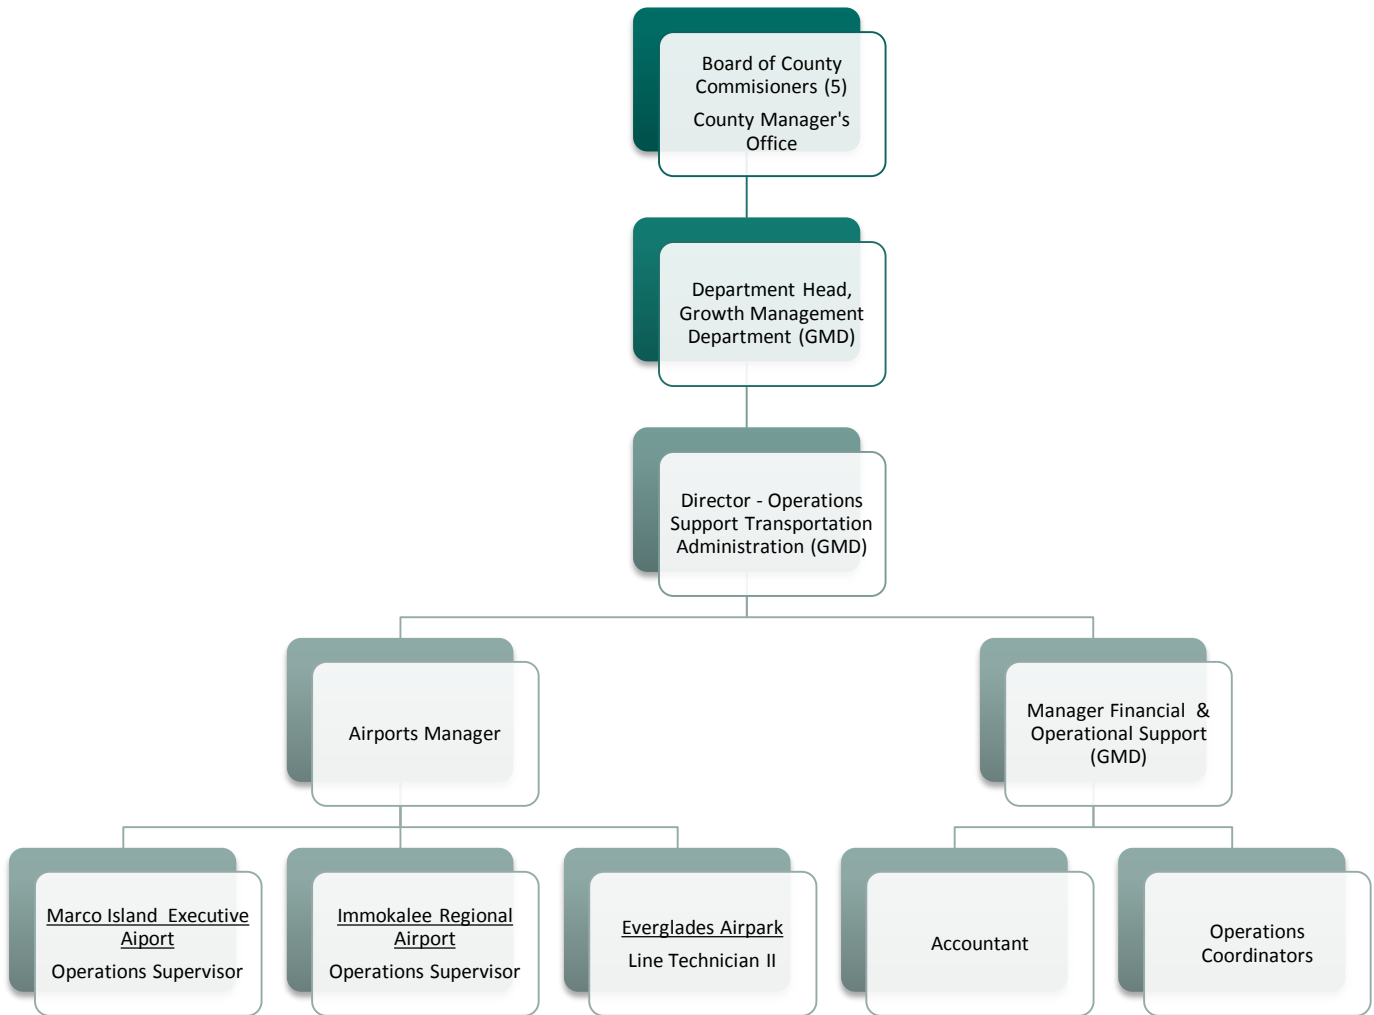 Board of County
Commisioners (5)
County Manager's
Office
Department Head,
Growth Management
Department (GMD)
Director - Operations
Support Transportation
Administration (GMD)
Airports Manager
Manager Financial &
Operational Support
(GMD)
Marco Island Executive
Aiport
Operations Supervisor
Immokalee Regional
Airport
Operations Supervisor
Everglades Airpark
Line Technician II
Accountant
Operations
Coordinators